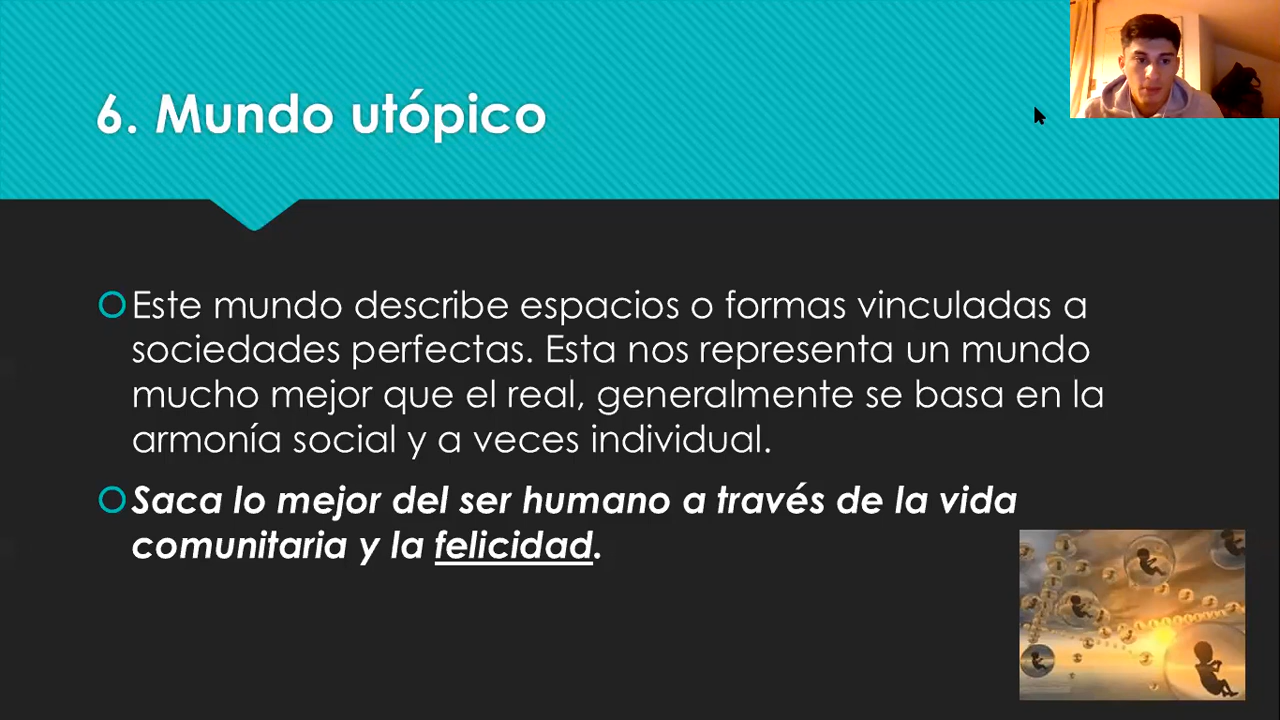 6. Mundo utópico
Este mundo describe espacios o formas vinculadas a
sociedades perfectas. Esta nos representa un mundo
mucho mejor que el real, generalmente se basa en la
armonía social y a veces individual.
Saca lo mejor del ser humano a través de la vida
comunitaria y la felicidad.